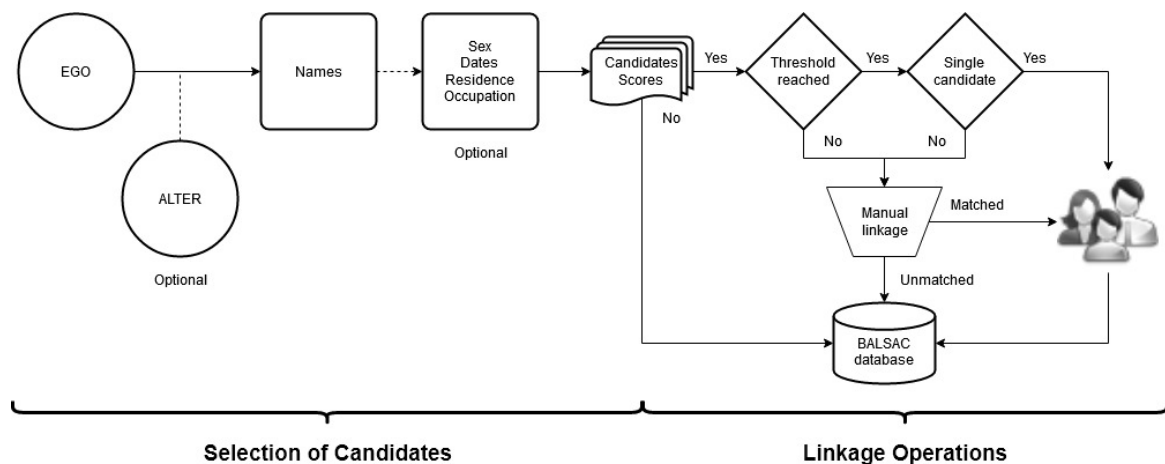 EGO
ALTER
Optional
Names
Sex
Dates
Residence
Occupation
Optional
Candidates
Scores
Yes
No
Threshold
reached
Yes
No
Single
candidate
Yes
No
Manual
linkage
Matched
Unmatched
BALSAC
database
Selection of Candidates
Linkage Operations